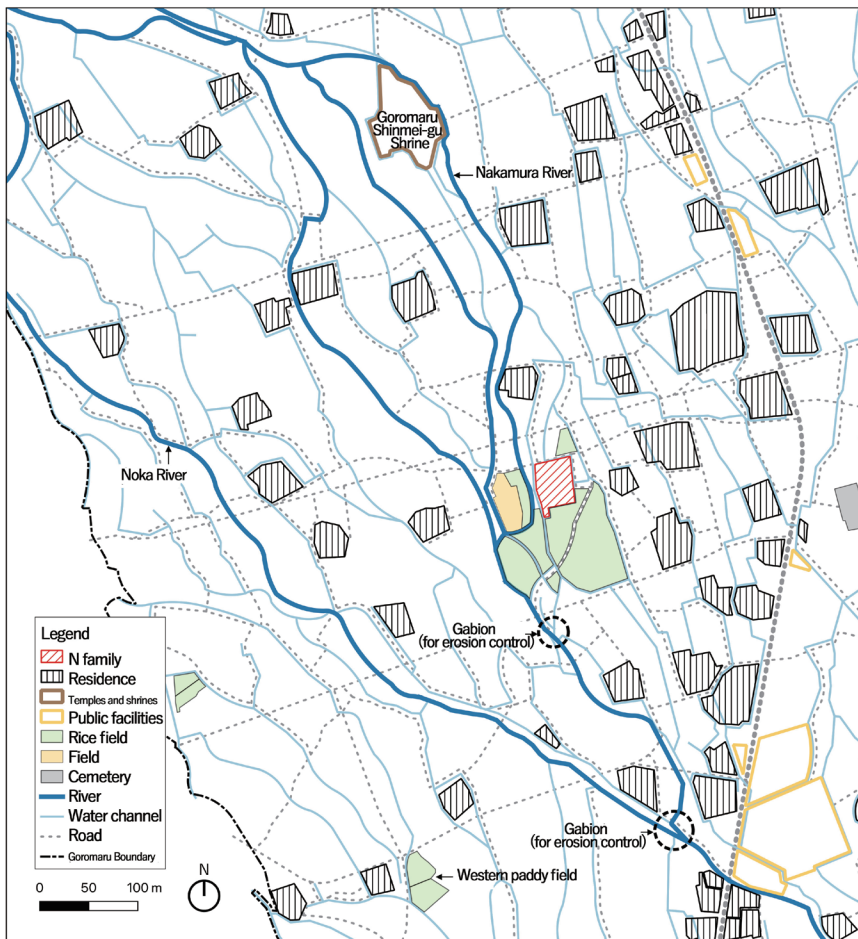 Goromaru
Shinmei-gu
Shrine
Nakamura River
Noka River
Gabion
(for erosion control)
Gabion
(for erosion control)
Western paddy field
Legend
N family
Residence
Temples and shrines
Public facilities
Rice field
Field
Cemetery
River
Water channel
Road
Goromaru Boundary
0 50 100 m
N